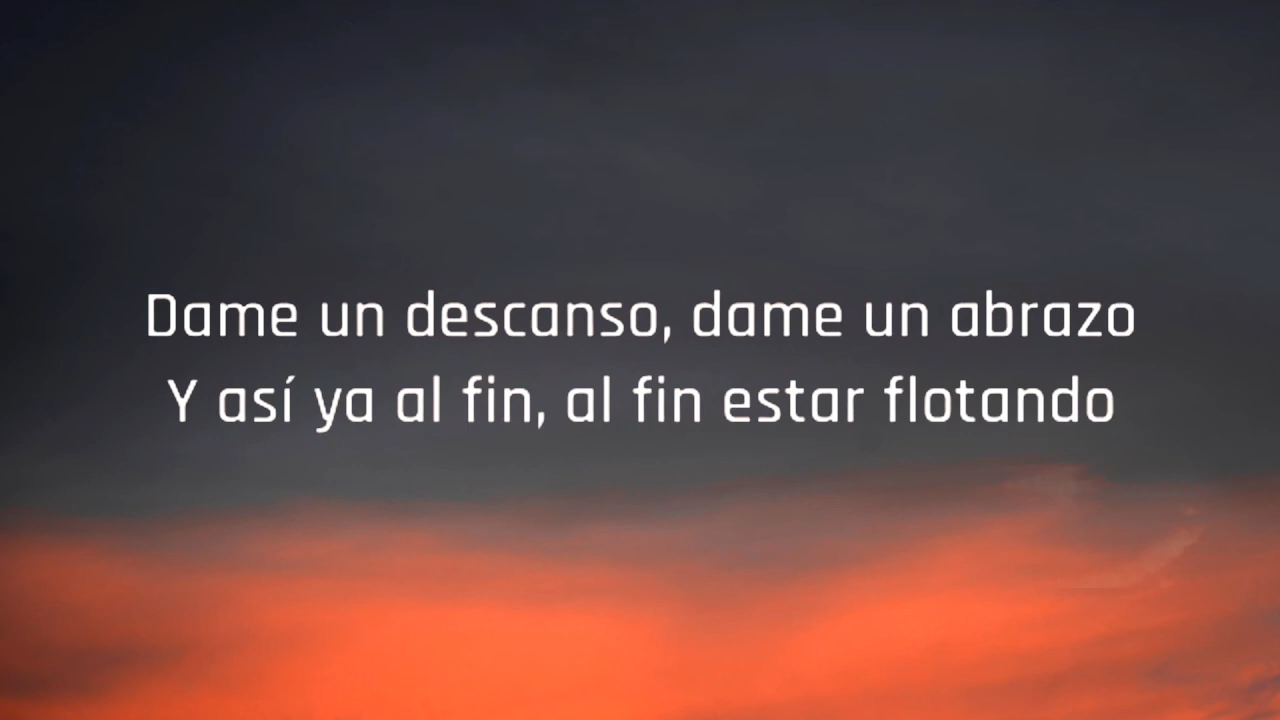 Dame un descanso, dame un abrazo
Y así ya al fin, al fin estar flotando